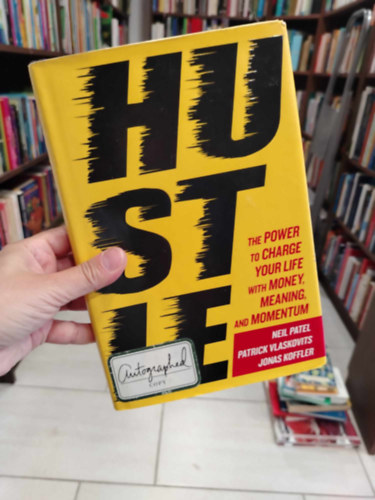 HU
ST
LE
THE POWER
TO CHARGE
YOUR LIFE
WITH MONEY,
MEANING,
AND MOMENTUM
NEIL PATEL
PATRICK VLASKOVITS
JONAS KOFFLER
Autographed
COPY